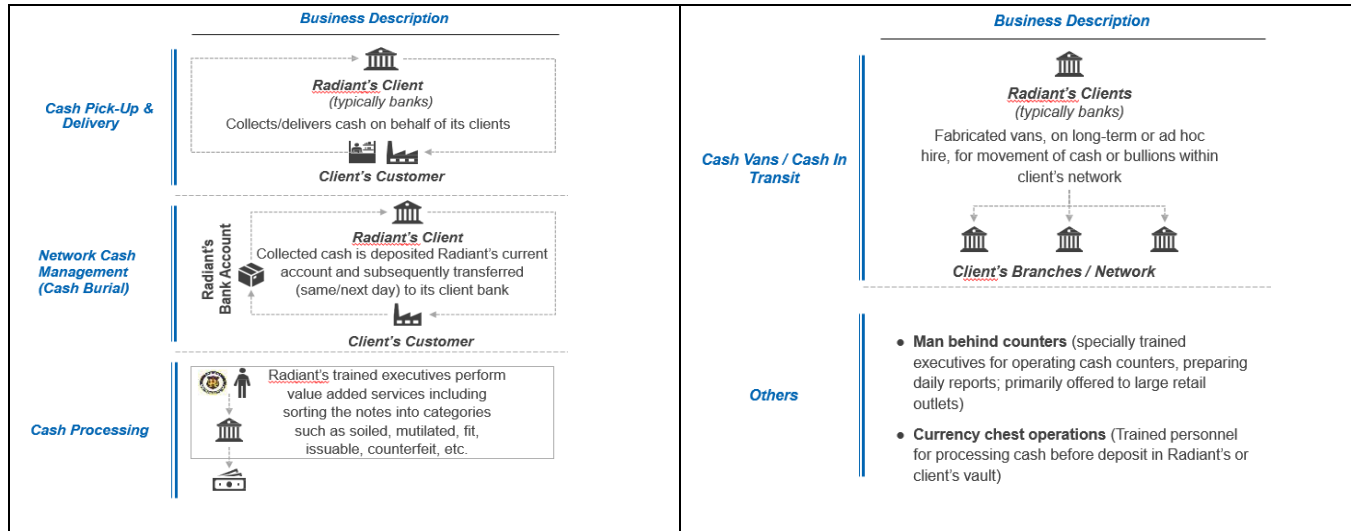 Business Description
Cash Pick-Up &
Delivery
Radiant's Client
(typically banks)
Collects/delivers cash on behalf of its clients
Client's Customer
Network Cash
Management
(Cash Burial)
Radiant's
Bank Account
Radiant's Client
Collected cash is deposited Radiant's current
account and subsequently transferred
(same/next day) to its client bank
Client's Customer
Cash Processing
Radiant's trained executives perform
value added services including
sorting the notes into categories
such as soiled, mutilated, fit,
issuable, counterfeit, etc.
Business Description
Cash Vans / Cash In
Transit
Radiant's Clients
(typically banks)
Fabricated vans, on long-term or ad hoc
hire, for movement of cash or bullions within
client's network
Client's Branches / Network
Others
● Man behind counters (specially trained
executives for operating cash counters, preparing
daily reports; primarily offered to large retail
outlets)
● Currency chest operations (Trained personnel
for processing cash before deposit in Radiant's or
client's vault)